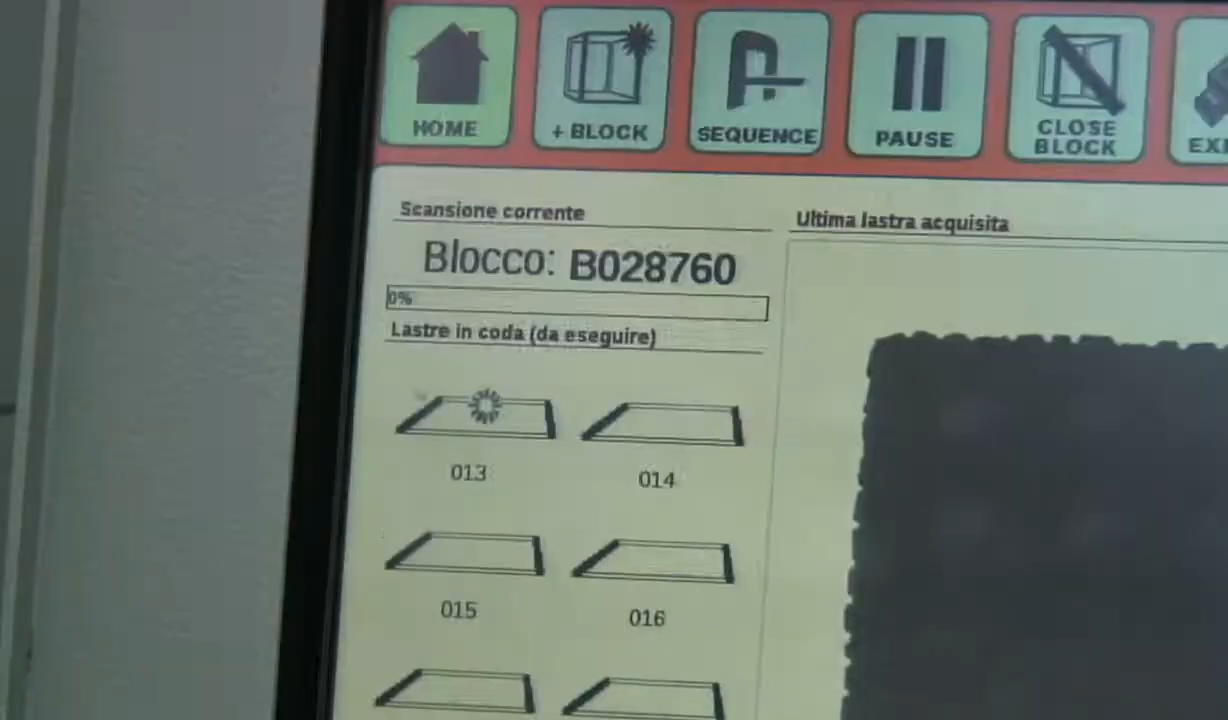 HOME
+ BLOCK
SEQUENCE
PAUSE
CLOSE
BLOCK
Scansione corrente
Ultima lastra acquisita
Blocco: B028760
0%
Lastre in coda (da eseguire)
013
014
015
016